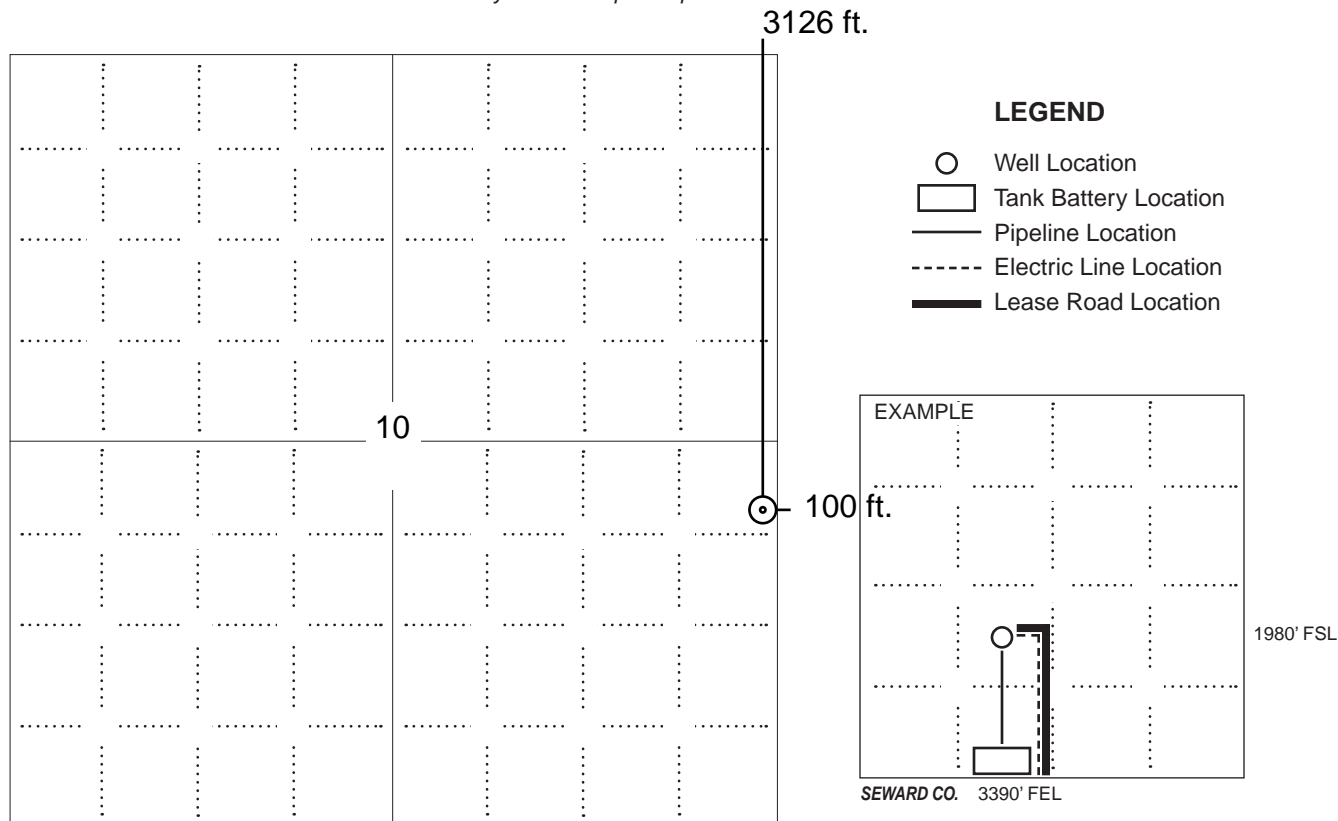 3126 ft.
LEGEND
Well Location
Tank Battery Location
Pipeline Location
Electric Line Location
Lease Road Location
10
EXAMPLE
100 ft.
1980' FSL
SEWARD CO. 3390' FEL